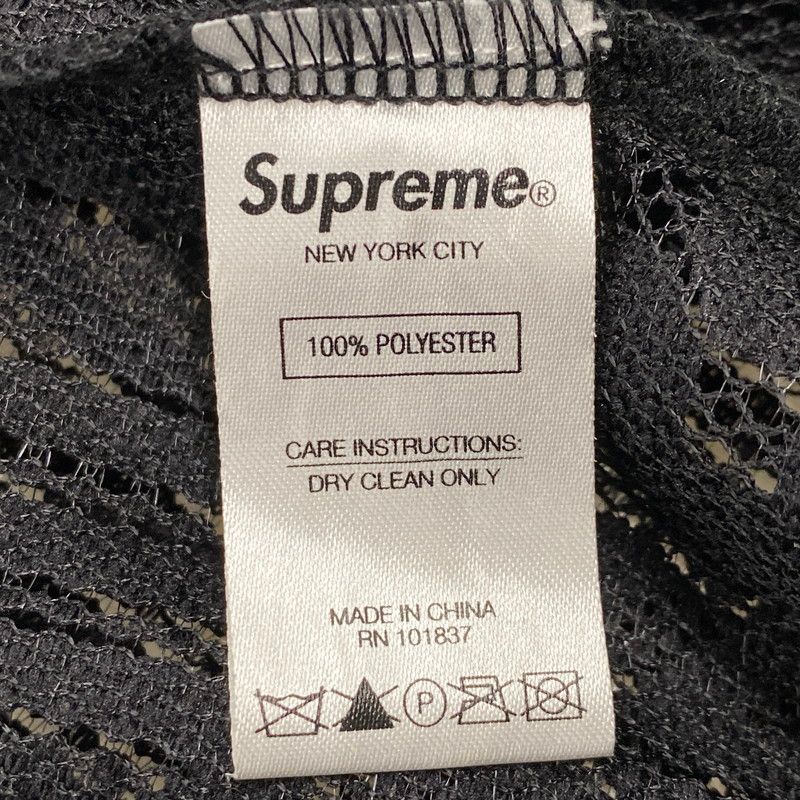 Supreme®
NEW YORK CITY
100% POLYESTER
CARE INSTRUCTIONS:
DRY CLEAN ONLY
MADE IN CHINA
RN 101837
P